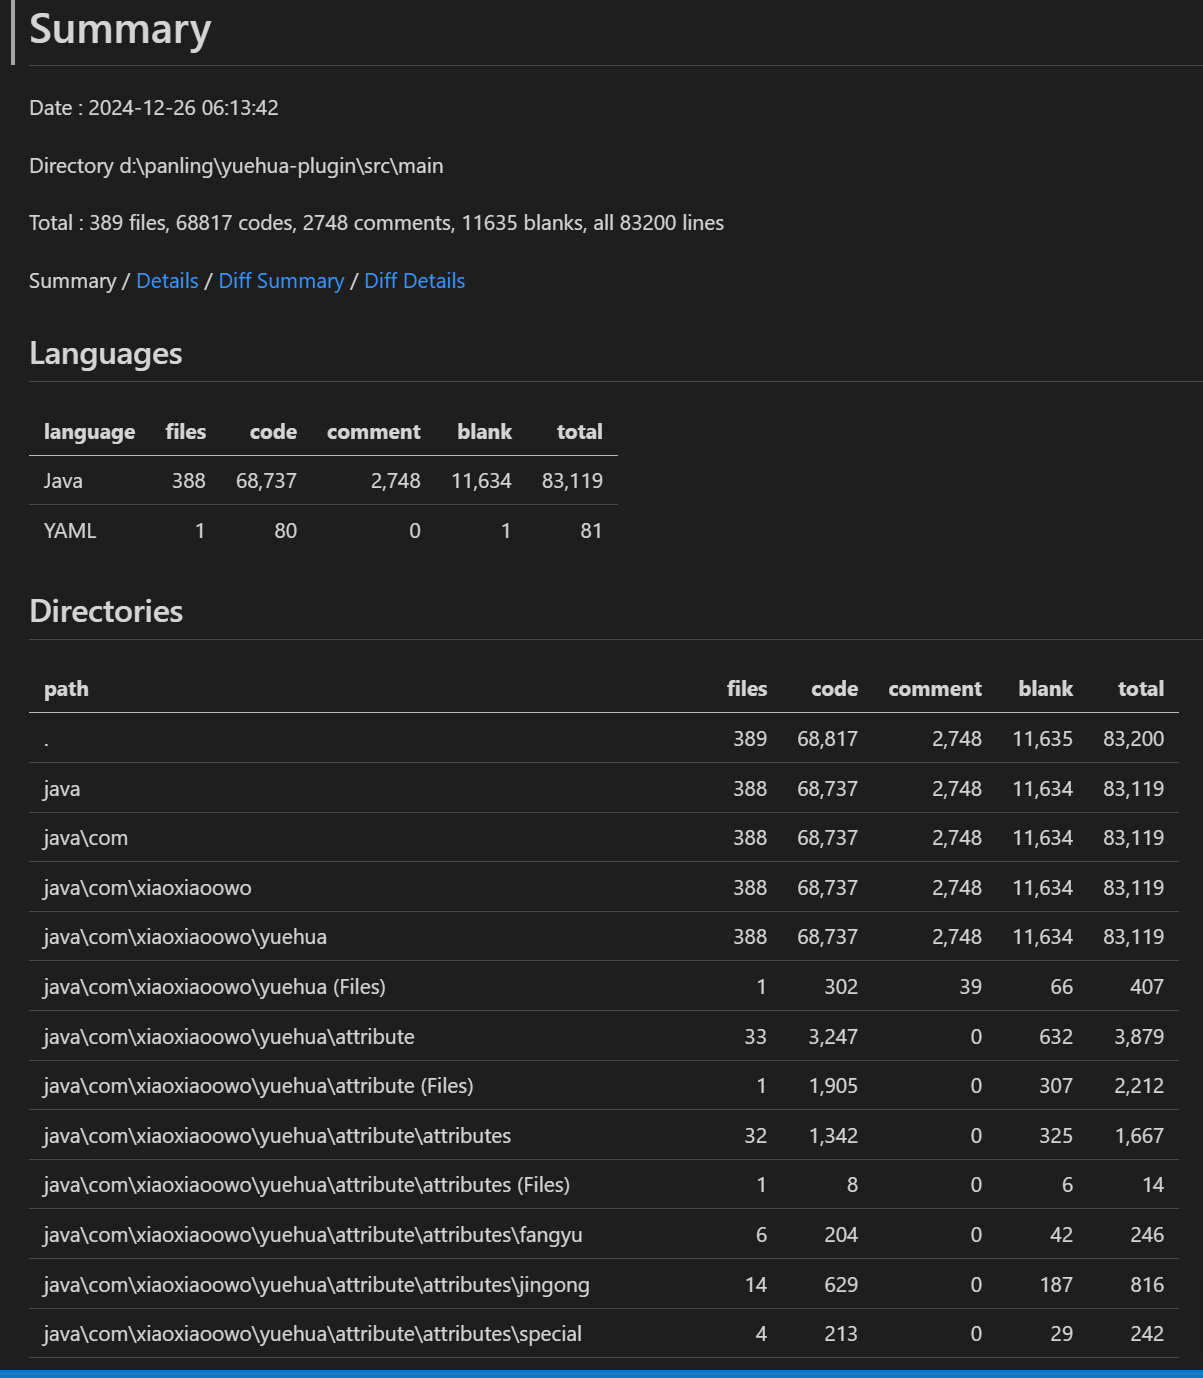 Summary
Date : 2024-12-26 06:13:42
Directory d:\panling\yuehua-plugin\src\main
Total : 389 files, 68817 codes, 2748 comments, 11635 blanks, all 83200 lines
Summary / Details / Diff Summary / Diff Details
Languages
language files code comment blank total
Java 388 68,737 2,748 11,634 83,119
YAML 1 80 0 1 81
Directories
path files code comment blank total
. 389 68,817 2,748 11,635 83,200
java 388 68,737 2,748 11,634 83,119
java\com 388 68,737 2,748 11,634 83,119
java\com\xiaoxiaoowo 388 68,737 2,748 11,634 83,119
java\com\xiaoxiaoowo\yuehua 388 68,737 2,748 11,634 83,119
java\com\xiaoxiaoowo\yuehua (Files) 1 302 39 66 407
java\com\xiaoxiaoowo\yuehua\attribute 33 3,247 0 632 3,879
java\com\xiaoxiaoowo\yuehua\attribute (Files) 1 1,905 0 307 2,212
java\com\xiaoxiaoowo\yuehua\attribute\attributes 32 1,342 0 325 1,667
java\com\xiaoxiaoowo\yuehua\attribute\attributes (Files) 1 8 0 6 14
java\com\xiaoxiaoowo\yuehua\attribute\attributes\fangyu 6 204 0 42 246
java\com\xiaoxiaoowo\yuehua\attribute\attributes\jingong 14 629 0 187 816
java\com\xiaoxiaoowo\yuehua\attribute\attributes\special 4 213 0 29 242